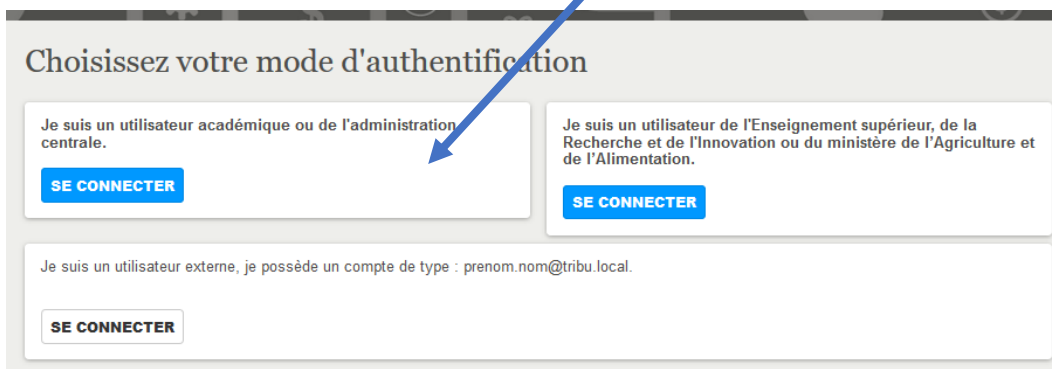 Choisissez votre mode d'authentification
Je suis un utilisateur académique ou de l'administration
centrale.
SE CONNECTER
Je suis un utilisateur de l'Enseignement supérieur, de la
Recherche et de l'Innovation ou du ministère de l'Agriculture et
de l'Alimentation.
SE CONNECTER
Je suis un utilisateur externe, je possède un compte de type : prenom.nom@tribu.local.
SE CONNECTER